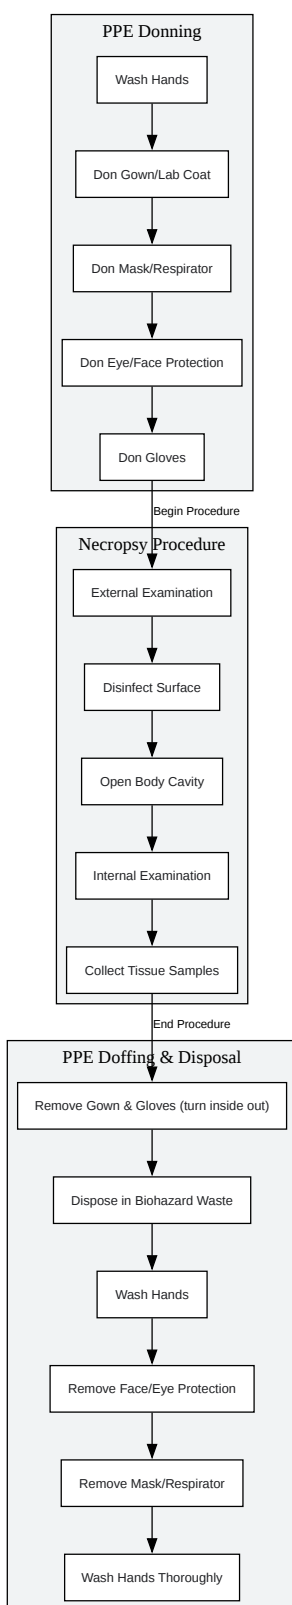 PPE Donning
Wash Hands
Don Gown/Lab Coat
Don Mask/Respirator
Don Eye/Face Protection
Don Gloves
Begin Procedure
Necropsy Procedure
External Examination
Disinfect Surface
Open Body Cavity
Internal Examination
Collect Tissue Samples
End Procedure
PPE Doffing & Disposal
Remove Gown & Gloves (turn inside out)
Dispose in Biohazard Waste
Wash Hands
Remove Face/Eye Protection
Remove Mask/Respirator
Wash Hands Thoroughly